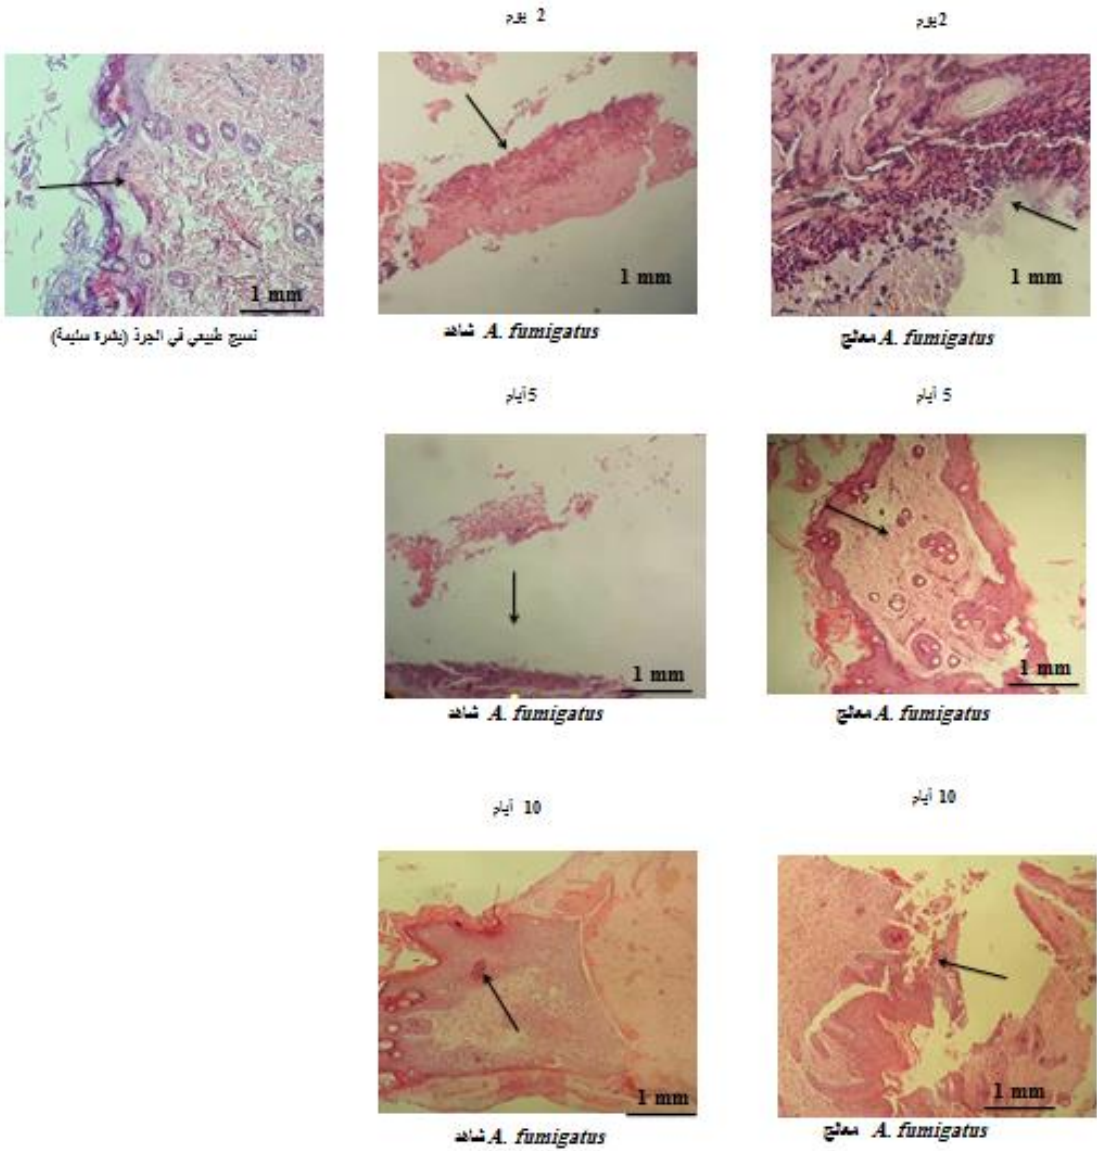 2 يوم
2يوم
1 mm
1 mm
1 mm
نسيج طبيعي في الجرذ (بشرة سليمة)
شاهد A. fumigatus
معالج A. fumigatus
5أيام
5 أيام
1 mm
1 mm
شاهد A. fumigatus
معالج A. fumigatus
10 أيام
10 أيام
1 mm
1 mm
شاهد A. fumigatus
معالج A. fumigatus